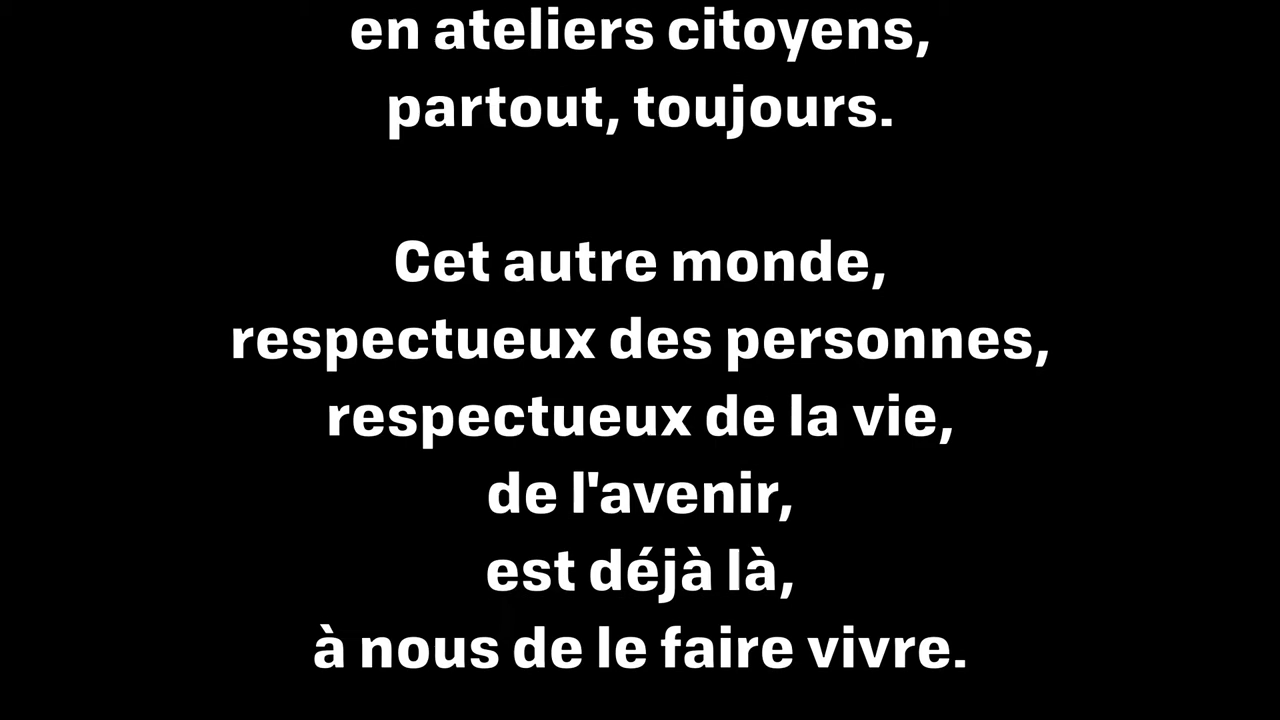 en ateliers citoyens,
partout, toujours.
Cet autre monde,
respectueux des personnes,
respectueux de la vie,
de l'avenir,
est déjà là,
à nous de le faire vivre.